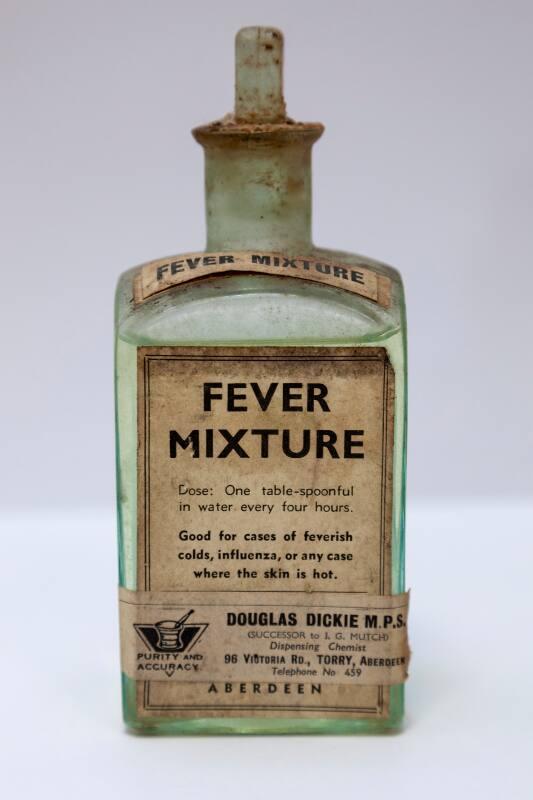 FEVER MIXTURE
FEVER
MIXTURE
Dose: One table-spoonful
in water every four hours.
Good for cases of feverish
colds, influenza, or any case
where the skin is hot.
PURITY AND
ACCURACY
DOUGLAS DICKIE M.P.S.
(SUCCESSOR to J. G. MUTCH)
Dispensing Chemist
96 VICTORIA RD., TORRY, ABERDEEN
Telephone No 459
ABERDEEN